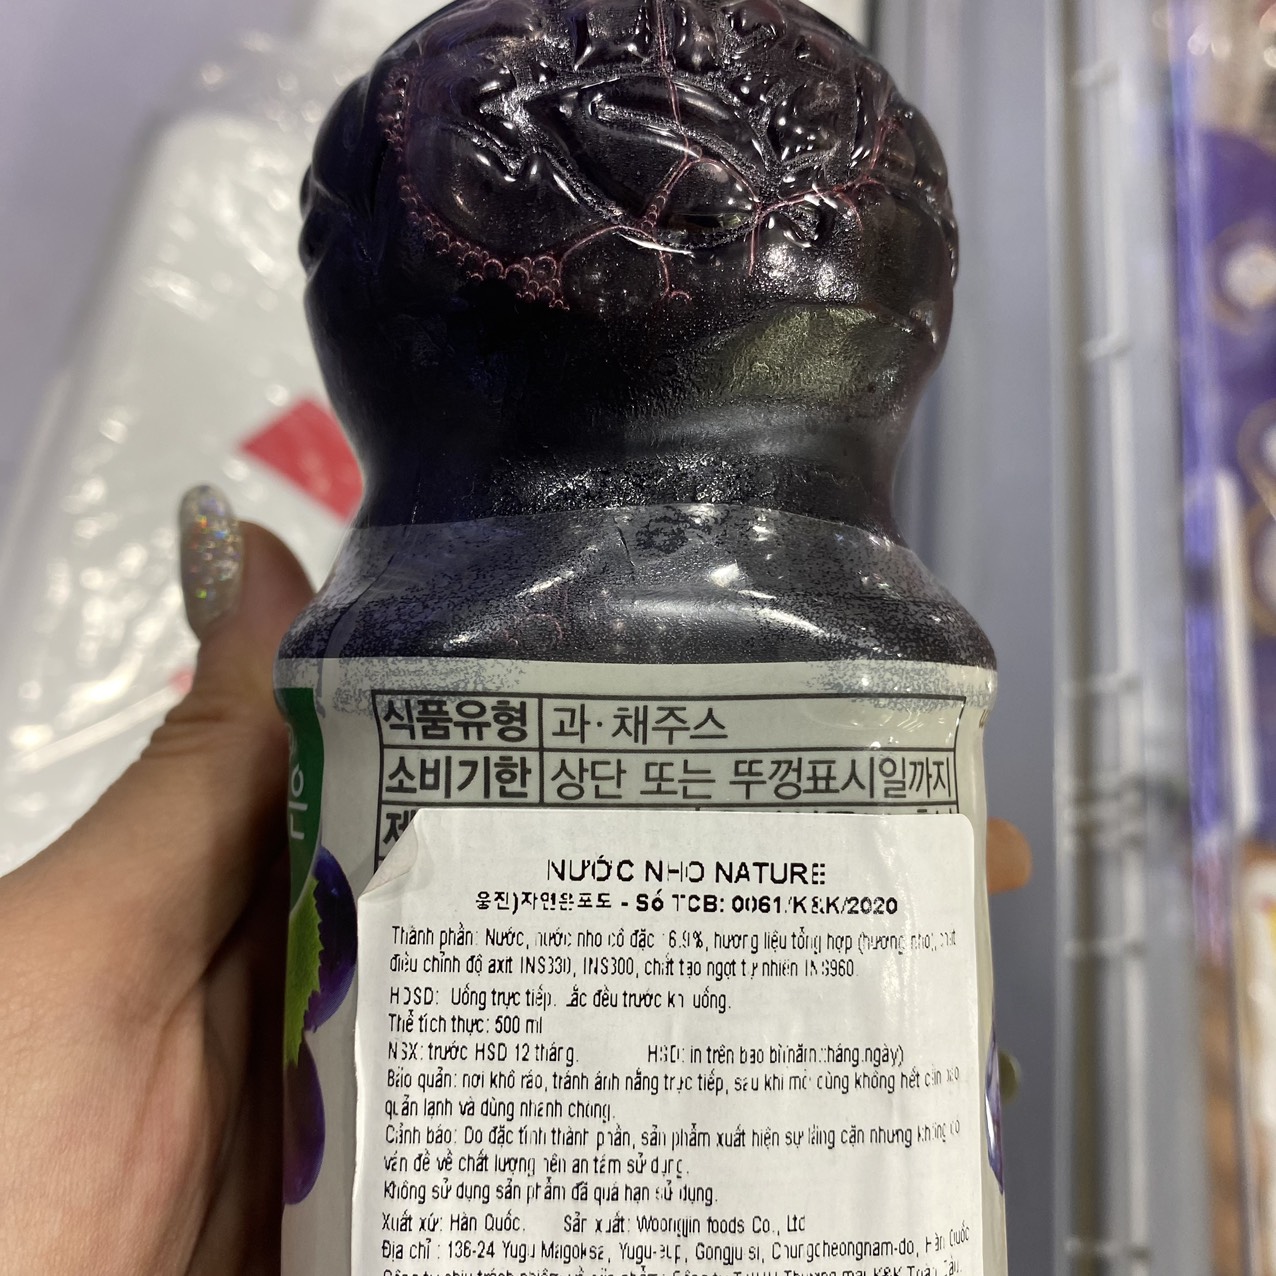 식품유형 과·채주스
소비기한 상단 또는 뚜껑표시일까지
제
NƯỚC NHO NATURE
웅진)자연은포도 - Số TCB: 0061/K&K/2020
Thành phần: Nước, nước nho cô đặc 6.9%, hương liệu tổng hợp (hương nho), chất
điều chỉnh độ axit INS330, INS300, chất tạo ngọt tự nhiên INS960.
HDSD: Uống trực tiếp. Lắc đều trước khi uống.
Thể tích thực: 500 ml
NSX: trước HSD 12 tháng. HSD: in trên bao bì(năm.tháng.ngày)
Bảo quản: nơi khô ráo, tránh ánh nắng trực tiếp, sau khi mở dùng không hết cần bảo
quản lạnh và dùng nhanh chóng.
Cảnh báo: Do đặc tính thành phần, sản phẩm xuất hiện sự lắng cặn nhưng không có
vấn đề về chất lượng nên an tâm sử dụng.
Không sử dụng sản phẩm đã quá hạn sử dụng.
Xuất xứ: Hàn Quốc. Sản xuất: Woongjin foods Co., Ltd
Địa chỉ : 136-24 Yugu Magoksa, Yugu-eup, Gongju si, Chungcheongnam-do, Hàn Quốc